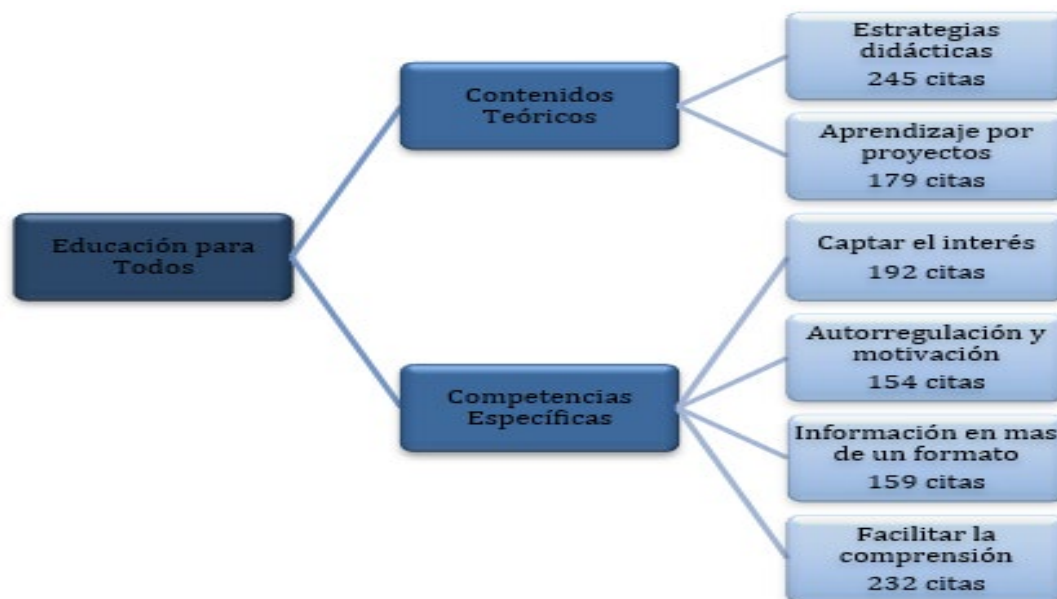 Educación para
Todos
Contenidos
Teóricos
Estrategias
didácticas
245 citas
Aprendizaje por
proyectos
179 citas
Competencias
Específicas
Captar el interés
192 citas
Autorregulación y
motivación
154 citas
Información en mas
de un formato
159 citas
Facilitar la
comprensión
232 citas